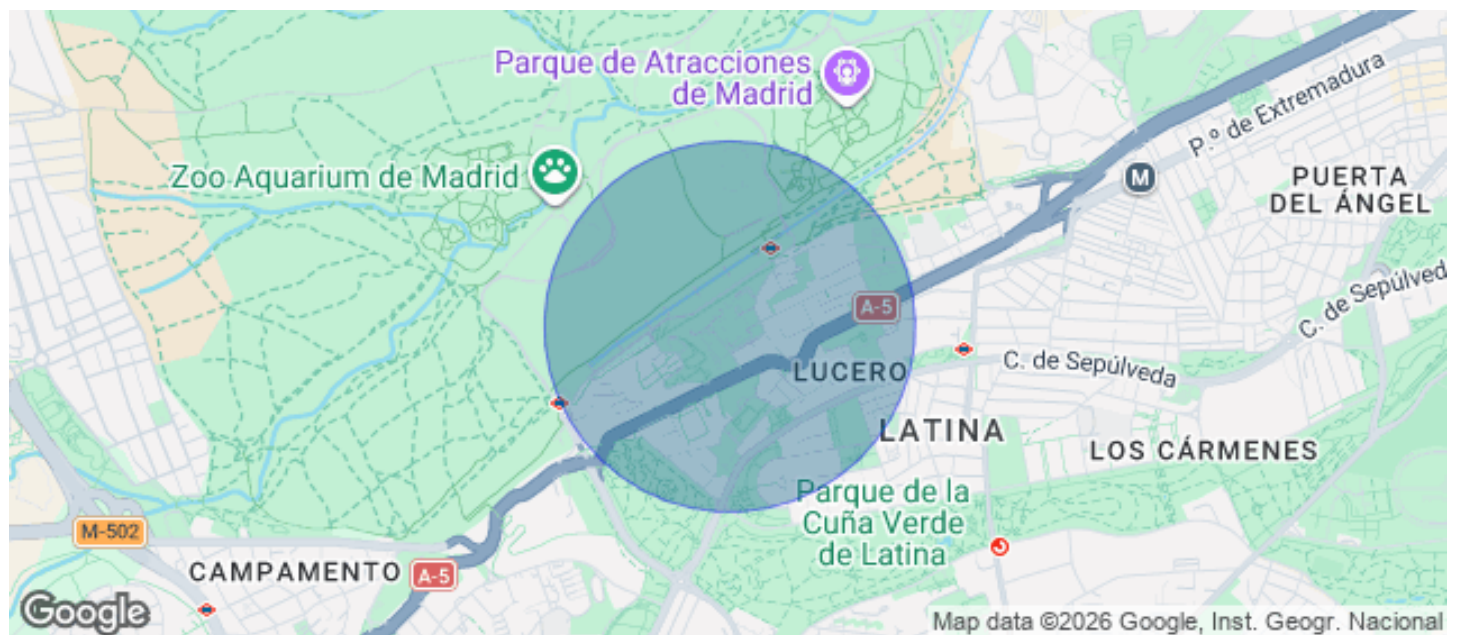 Parque de Atracciones
de Madrid
P.º de Extremadura
Zoo Aquarium de Madrid
M
PUERTA
DEL ÁNGEL
A-5
C. de Sepúlved
LUCERO
C. de Sepúlveda
LATINA
LOS CÁRMENES
Parque de la
Cuña Verde
de Latina
M-502
CAMPAMENTO
A-5
Google
Map data ©2026 Google, Inst. Geogr. Nacional